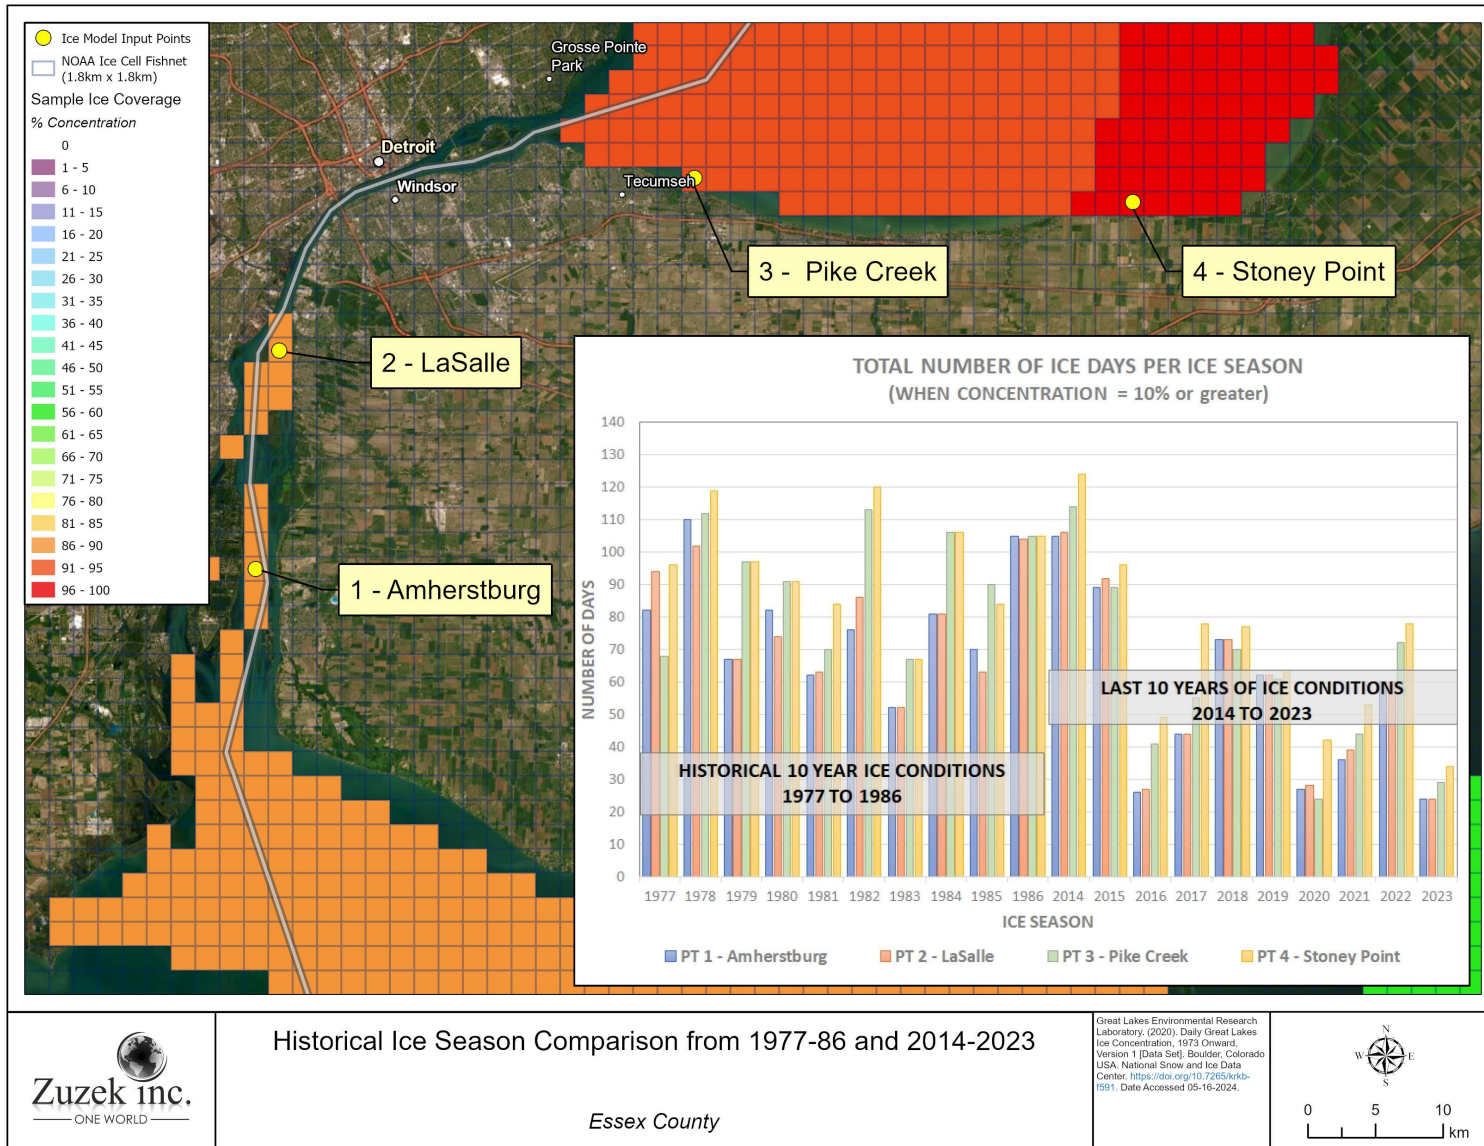 Ice Model Input Points
NOAA Ice Cell Fishnet
(1.8km x 1.8km)
Sample Ice Coverage
% Concentration
0
1 - 5
6 - 10
11 - 15
16 - 20
21 - 25
26 - 30
31 - 35
36 - 40
41 - 45
46 - 50
51 - 55
56 - 60
61 - 65
66 - 70
71 - 75
76 - 80
81 - 85
86 - 90
91 - 95
96 - 100
Grosse Pointe
Park
Detroit
Windsor
Tecumseh
3 - Pike Creek
4 - Stoney Point
2 - LaSalle
1 - Amherstburg
TOTAL NUMBER OF ICE DAYS PER ICE SEASON
(WHEN CONCENTRATION = 10% or greater)
NUMBER OF DAYS
140
130
120
110
100
90
80
70
60
50
40
30
20
10
0
HISTORICAL 10 YEAR ICE CONDITIONS
1977 TO 1986
LAST 10 YEARS OF ICE CONDITIONS
2014 TO 2023
1977 1978 1979 1980 1981 1982 1983 1984 1985 1986 2014 2015 2016 2017 2018 2019 2020 2021 2022 2023
ICE SEASON
PT 1 - Amherstburg PT 2 - LaSalle PT 3 - Pike Creek PT 4 - Stoney Point
Zuzek inc.
ONE WORLD
Historical Ice Season Comparison from 1977-86 and 2014-2023
Essex County
Great Lakes Environmental Research
Laboratory. (2020). Daily Great Lakes
Ice Concentration, 1973 Onward,
Version 1 [Data Set]. Boulder, Colorado
USA. National Snow and Ice Data
Center. https://doi.org/10.7265/krkb-
f591. Date Accessed 05-16-2024.
N
W E
S
0 5 10
km